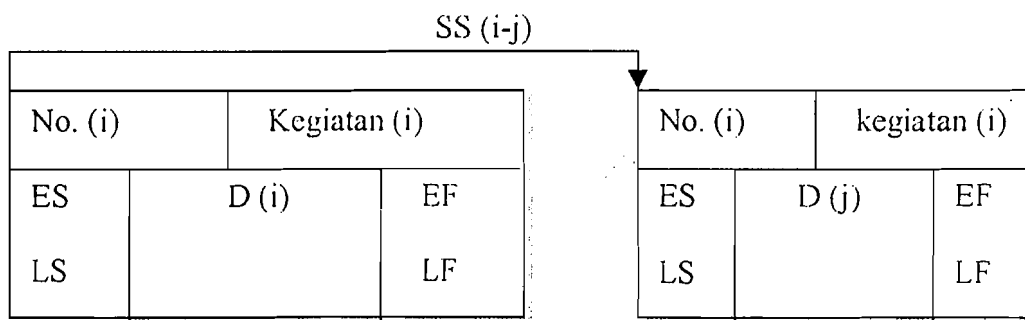 SS (i-j)
No. (i) Kegiatan (i) No. (i) kegiatan (i)
ES D (i) EF ES D (j) EF
LS LF LS LF